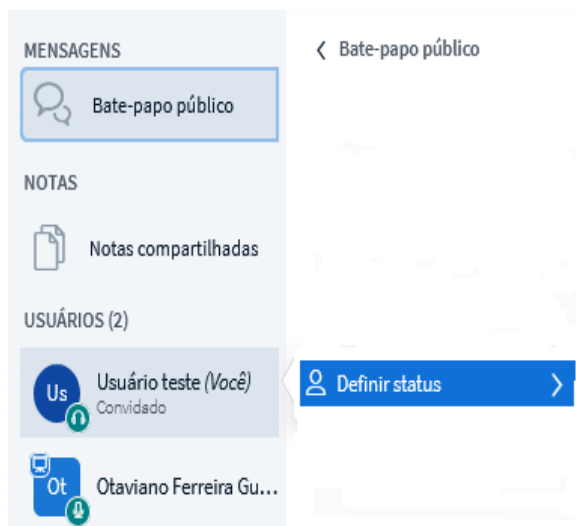 MENSAGENS
Bate-papo público
NOTAS
Notas compartilhadas
USUÁRIOS (2)
Us
Usuário teste (Você)
Convidado
Ot
Otaviano Ferreira Gu...
Bate-papo público
Definir status